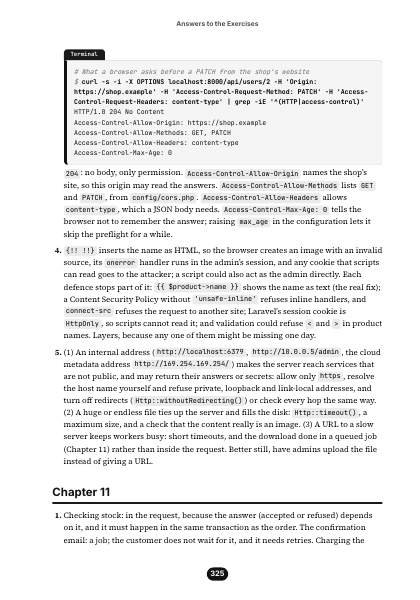 Answers to the Exercises
Terminal
# What a browser asks before a PATCH from the shop's website
$ curl -s -i -X OPTIONS localhost:8000/api/users/2 -H 'Origin:
https://shop.example' -H 'Access-Control-Request-Method: PATCH' -H 'Access-
Control-Request-Headers: content-type' | grep -iE '^(HTTP|access-control)'
HTTP/1.0 204 No Content
Access-Control-Allow-Origin: https://shop.example
Access-Control-Allow-Methods: GET, PATCH
Access-Control-Allow-Headers: content-type
Access-Control-Max-Age: 0
204 : no body, only permission. Access-Control-Allow-Origin names the shop's
site, so this origin may read the answers. Access-Control-Allow-Methods lists GET
and PATCH , from config/cors.php . Access-Control-Allow-Headers allows
content-type , which a JSON body needs. Access-Control-Max-Age: 0 tells the
browser not to remember the answer; raising max_age in the configuration lets it
skip the preflight for a while.
4. {!! !!} inserts the name as HTML, so the browser creates an image with an invalid
source, its onerror handler runs in the admin's session, and any cookie that scripts
can read goes to the attacker; a script could also act as the admin directly. Each
defence stops part of it: {{ $product->name }} shows the name as text (the real fix);
a Content Security Policy without 'unsafe-inline' refuses inline handlers, and
connect-src refuses the request to another site; Laravel's session cookie is
HttpOnly , so scripts cannot read it; and validation could refuse < and > in product
names. Layers, because any one of them might be missing one day.
5. (1) An internal address ( http://localhost:6379 , http://10.0.0.5/admin , the cloud
metadata address http://169.254.169.254/ ) makes the server reach services that
are not public, and may return their answers or secrets: allow only https , resolve
the host name yourself and refuse private, loopback and link-local addresses, and
turn off redirects ( Http::withoutRedirecting() ) or check every hop the same way.
(2) A huge or endless file ties up the server and fills the disk: Http::timeout() , a
maximum size, and a check that the content really is an image. (3) A URL to a slow
server keeps workers busy: short timeouts, and the download done in a queued job
(Chapter 11) rather than inside the request. Better still, have admins upload the file
instead of giving a URL.
Chapter 11
1. Checking stock: in the request, because the answer (accepted or refused) depends
on it, and it must happen in the same transaction as the order. The confirmation
email: a job; the customer does not wait for it, and it needs retries. Charging the
325